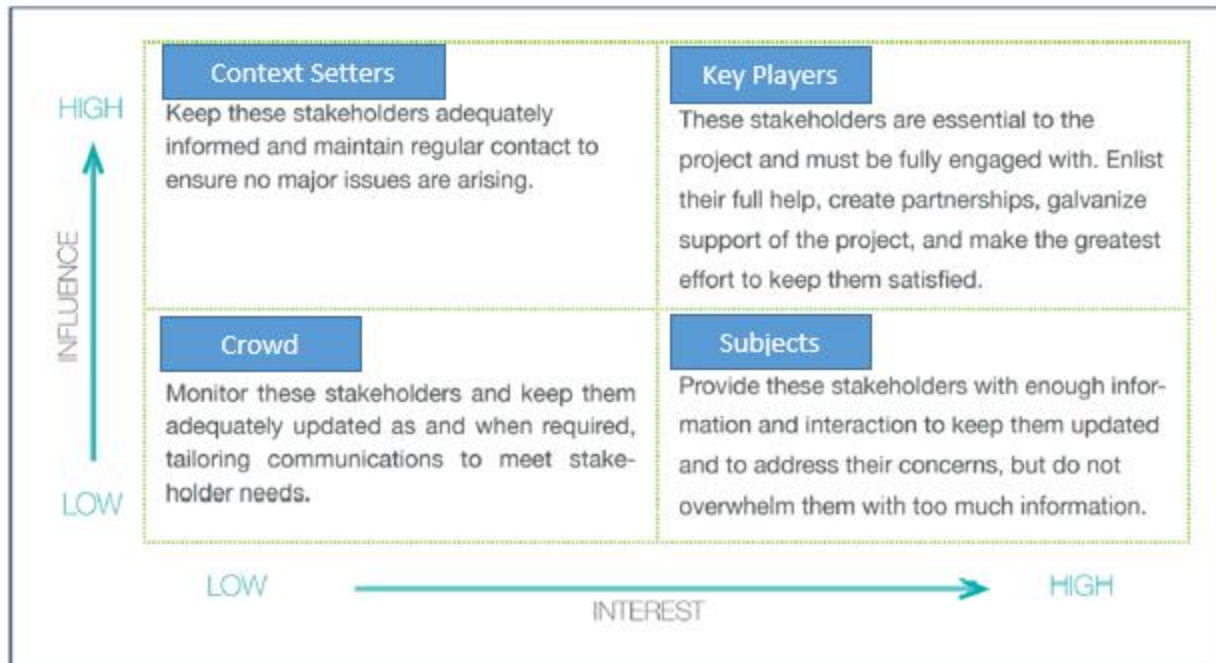 Context Setters
Keep these stakeholders adequately
informed and maintain regular contact to
ensure no major issues are arising.
Key Players
These stakeholders are essential to the
project and must be fully engaged with. Enlist
their full help, create partnerships, galvanize
support of the project, and make the greatest
effort to keep them satisfied.
HIGH
INFLUENCE
LOW
Crowd
Monitor these stakeholders and keep them
adequately updated as and when required,
tailoring communications to meet stake-
holder needs.
Subjects
Provide these stakeholders with enough infor-
mation and interaction to keep them updated
and to address their concerns, but do not
overwhelm them with too much information.
LOW
INTEREST
HIGH